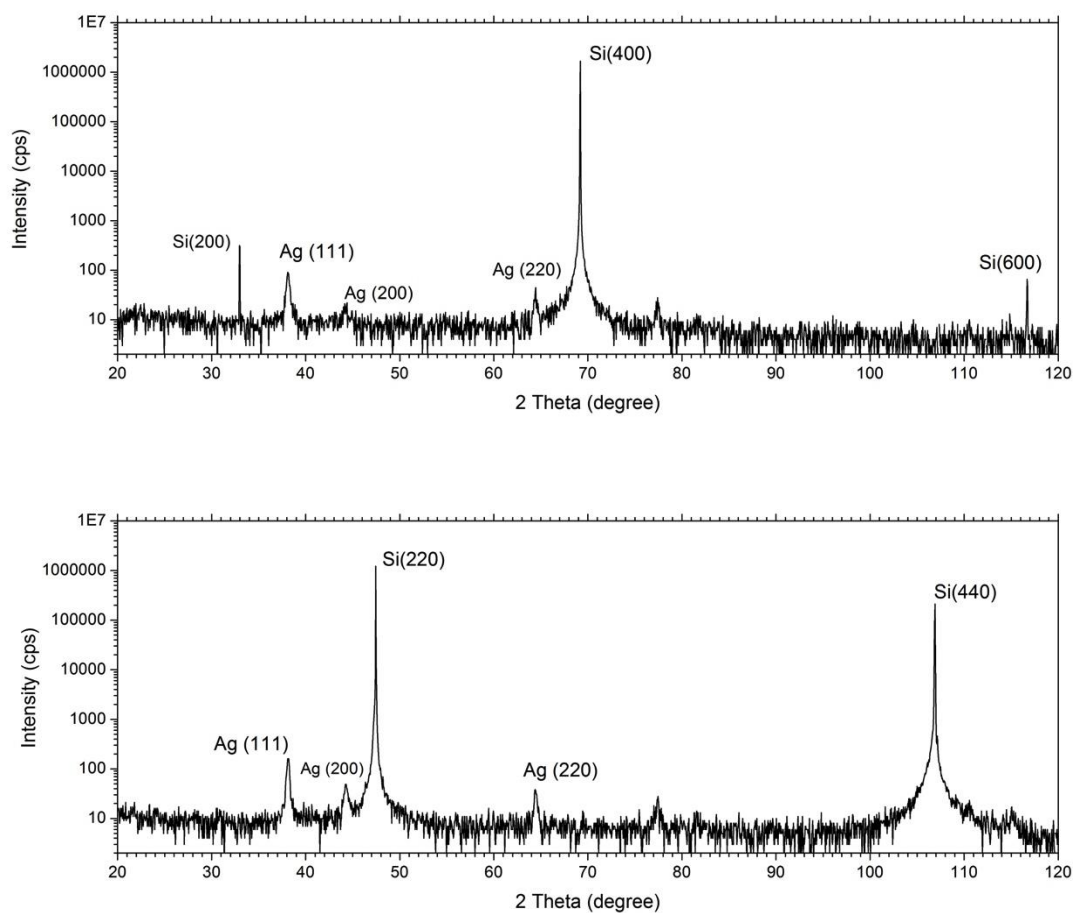 1E7
1000000
100000
10000
1000
100
10
Intensity (cps)
Si(400)
Si(200)
Ag (111)
Ag (200)
Ag (220)
Si(600)
20 30 40 50 60 70 80 90 100 110 120
2 Theta (degree)
1E7
1000000
100000
10000
1000
100
10
Intensity (cps)
Si(220)
Si(440)
Ag (111)
Ag (200)
Ag (220)
20 30 40 50 60 70 80 90 100 110 120
2 Theta (degree)